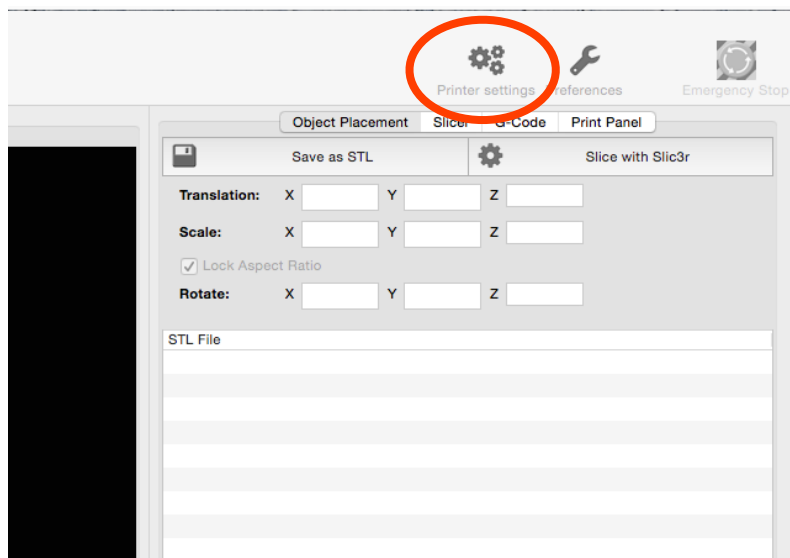 Printer settings references Emergency Stop
Object Placement Slicer G-Code Print Panel
Save as STL Slice with Slic3r
Translation: X Y Z
Scale: X Y Z
Lock Aspect Ratio
Rotate: X Y Z
STL File